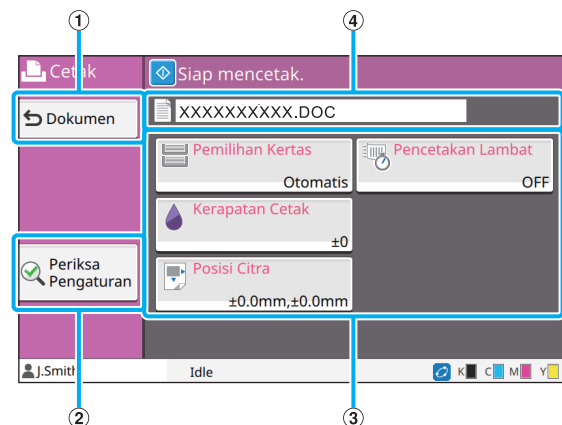 1
4
Cetak
Siap mencetak.
Dokumen
XXXXXXXXXX.DOC
Pemilihan Kertas
Otomatis
Pencetakan Lambat
OFF
Kerapatan Cetak
±0
Periksa
Pengaturan
Posisi Citra
±0.0mm,±0.0mm
J.Smith
Idle
K C M Y
2
3